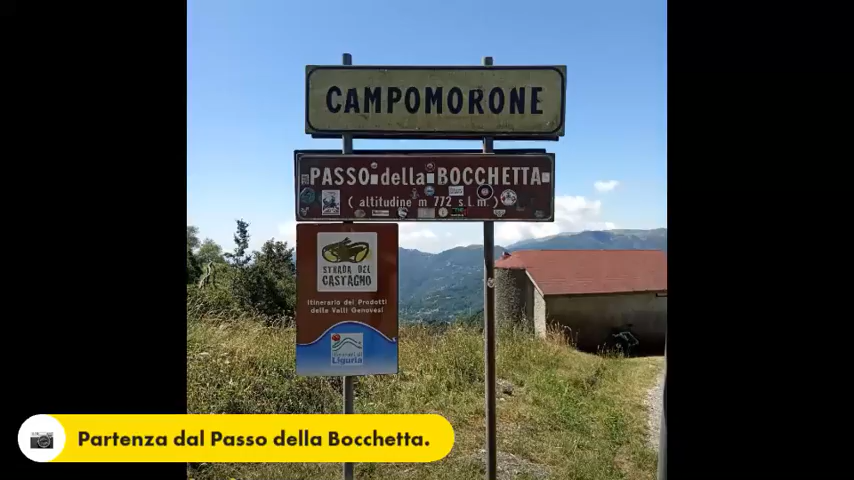 CAMPOMORONE
PASSO della BOCCHETTA
( altitudine m 772 s.l.m. )
STRADA DEL
CASTAGNO
Itinerario dei Prodotti
delle Valli Genovesi
Liguria
Partenza dal Passo della Bocchetta.